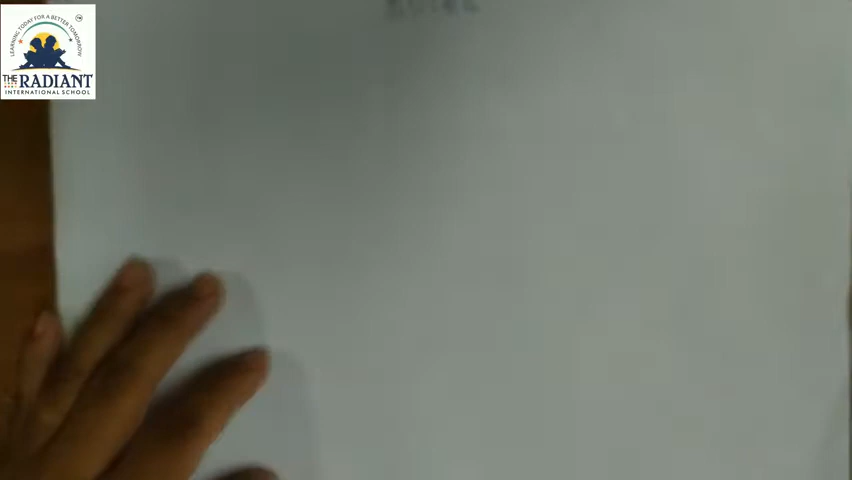 LEARNING TODAY FOR A BETTER TOMORROW
THE RADIANT
INTERNATIONAL SCHOOL